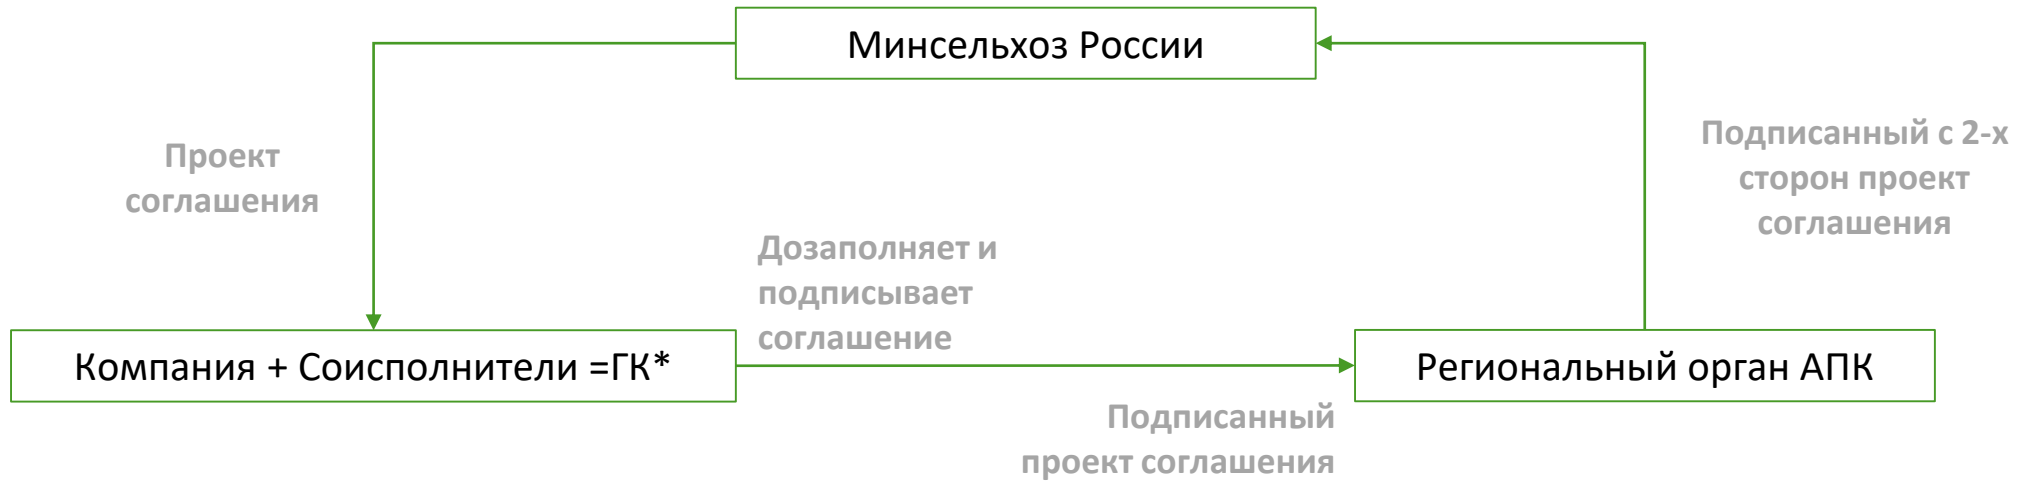 Минсельхоз России
Проект
соглашения
Подписанный с 2-х
сторон проект
соглашения
Дозаполняет и
подписывает
соглашение
Компания + Соисполнители =ГК*
Региональный орган АПК
Подписанный
проект соглашения